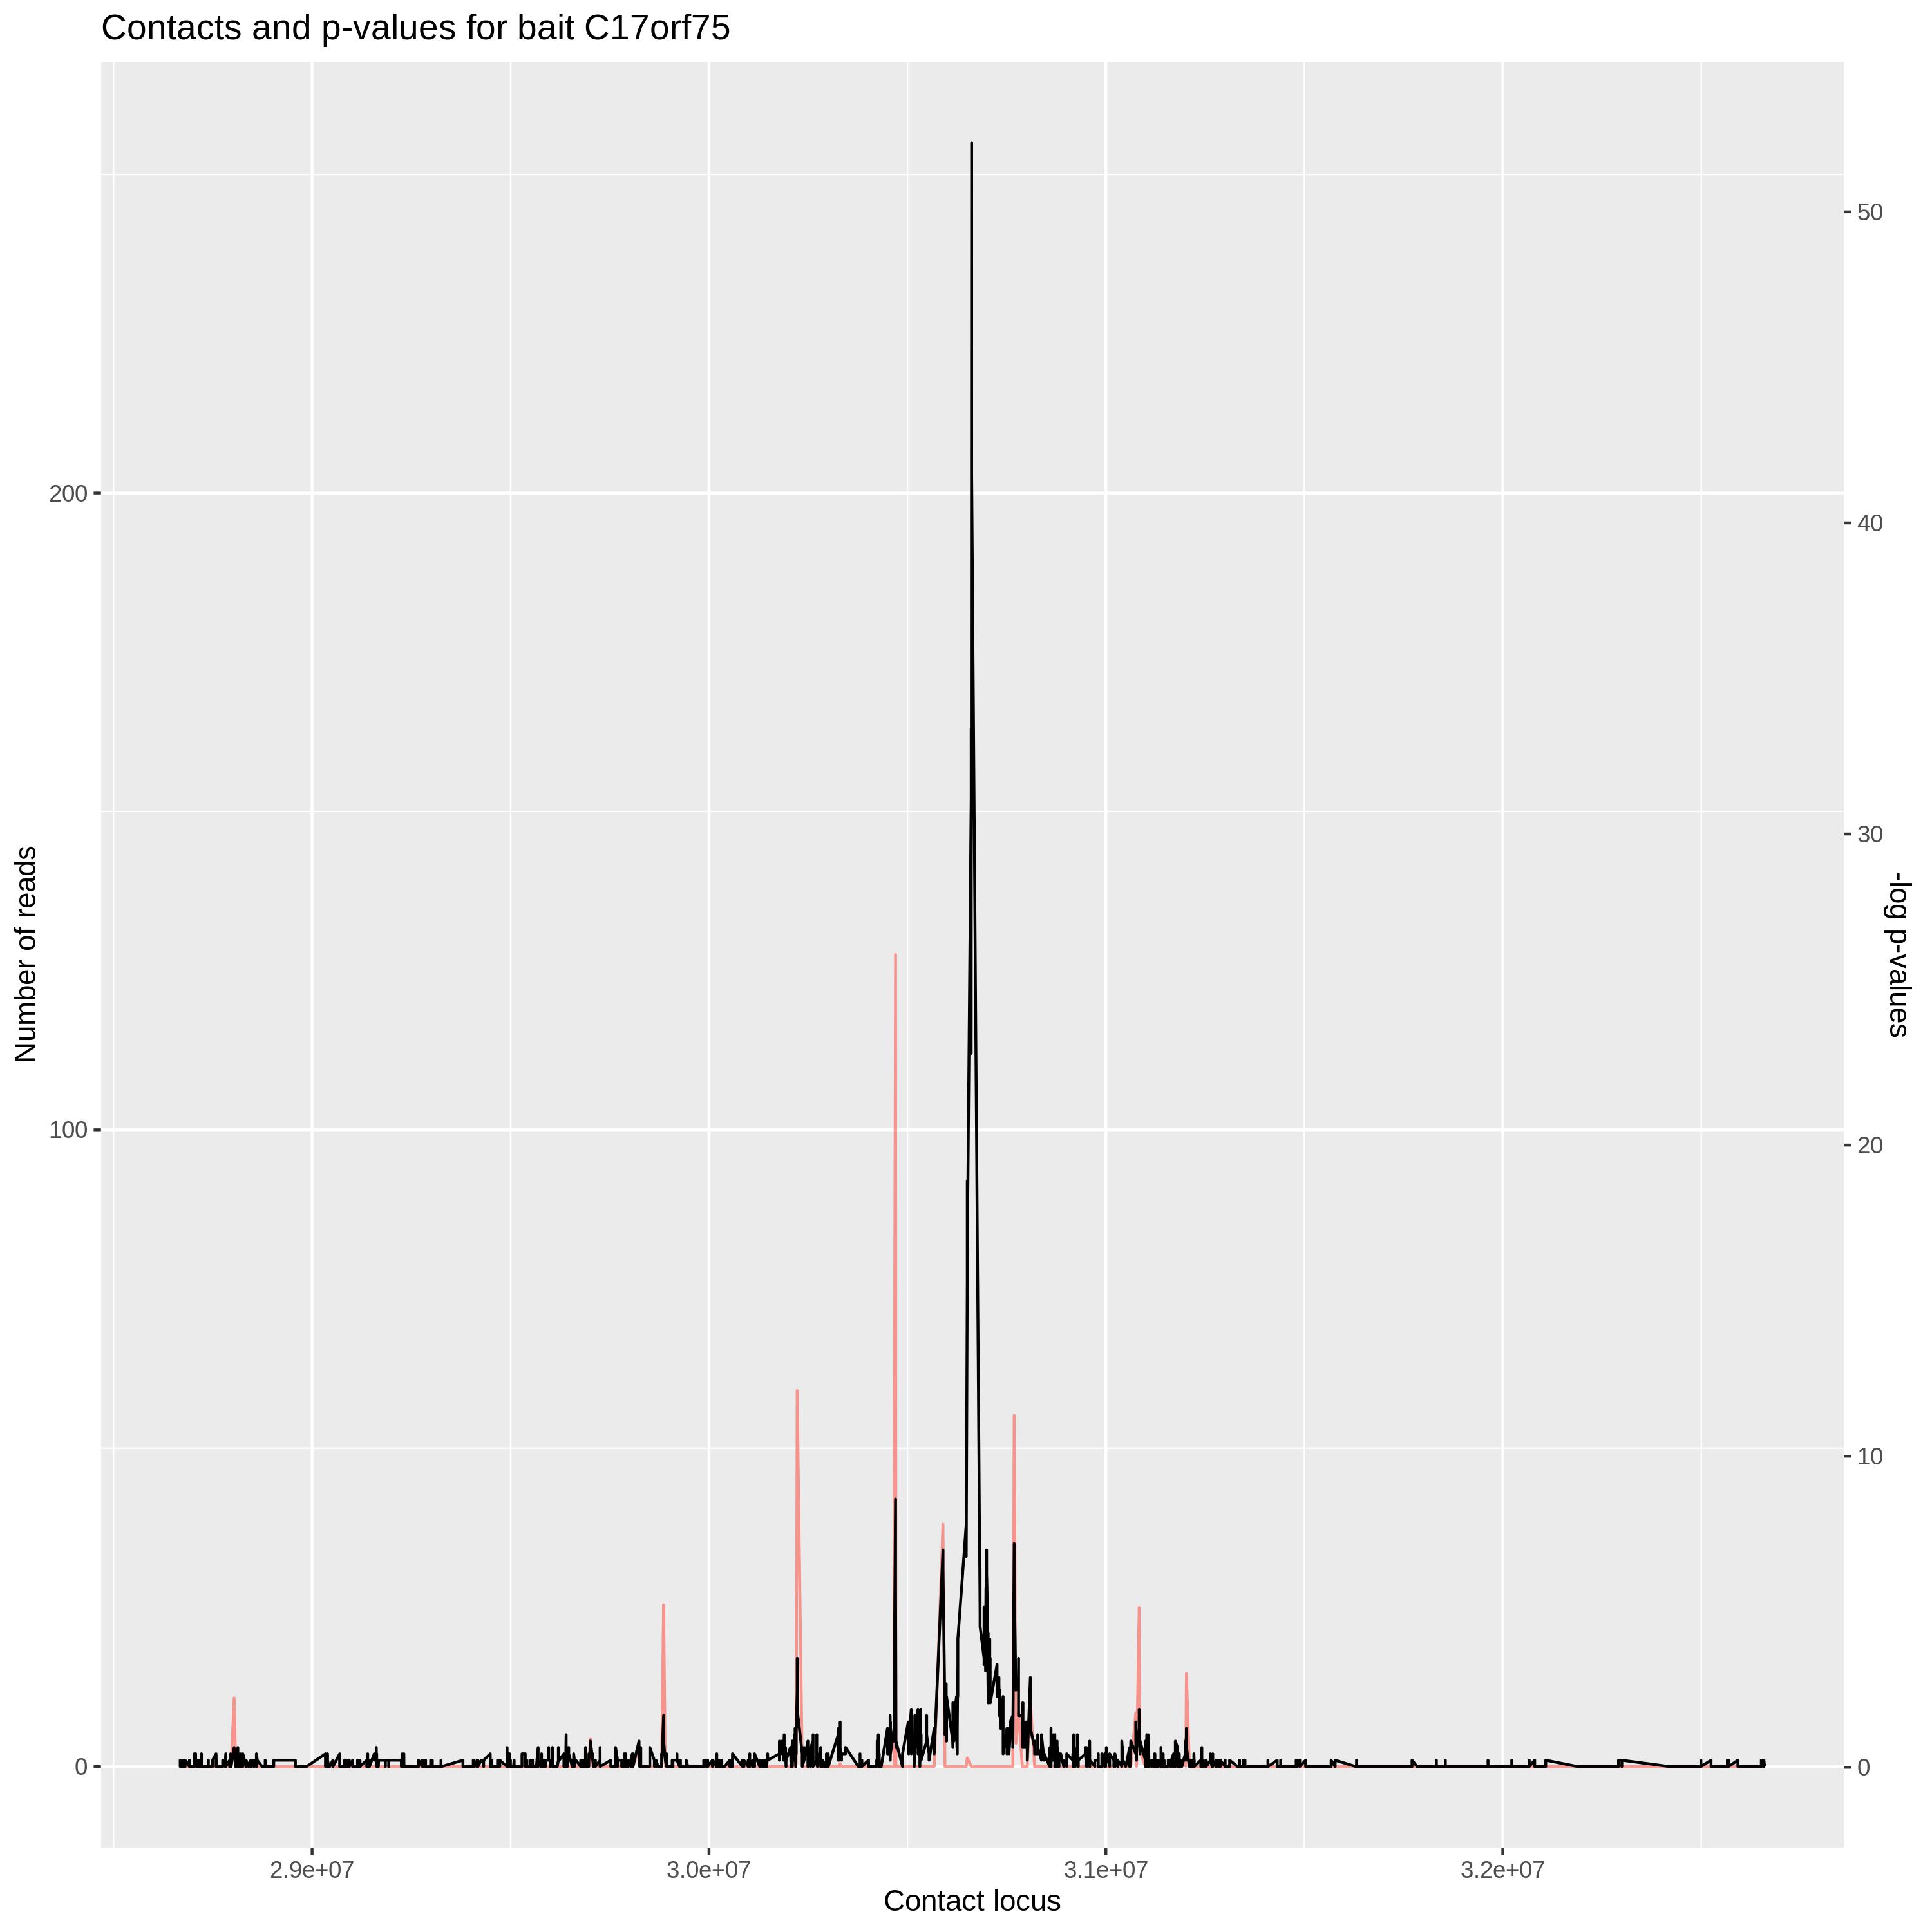 Contacts and p-values for bait C17orf75
Number of reads
200
100
0
50
40
30
20
10
0
-log p-values
2.9e+07
3.0e+07
3.1e+07
3.2e+07
Contact locus